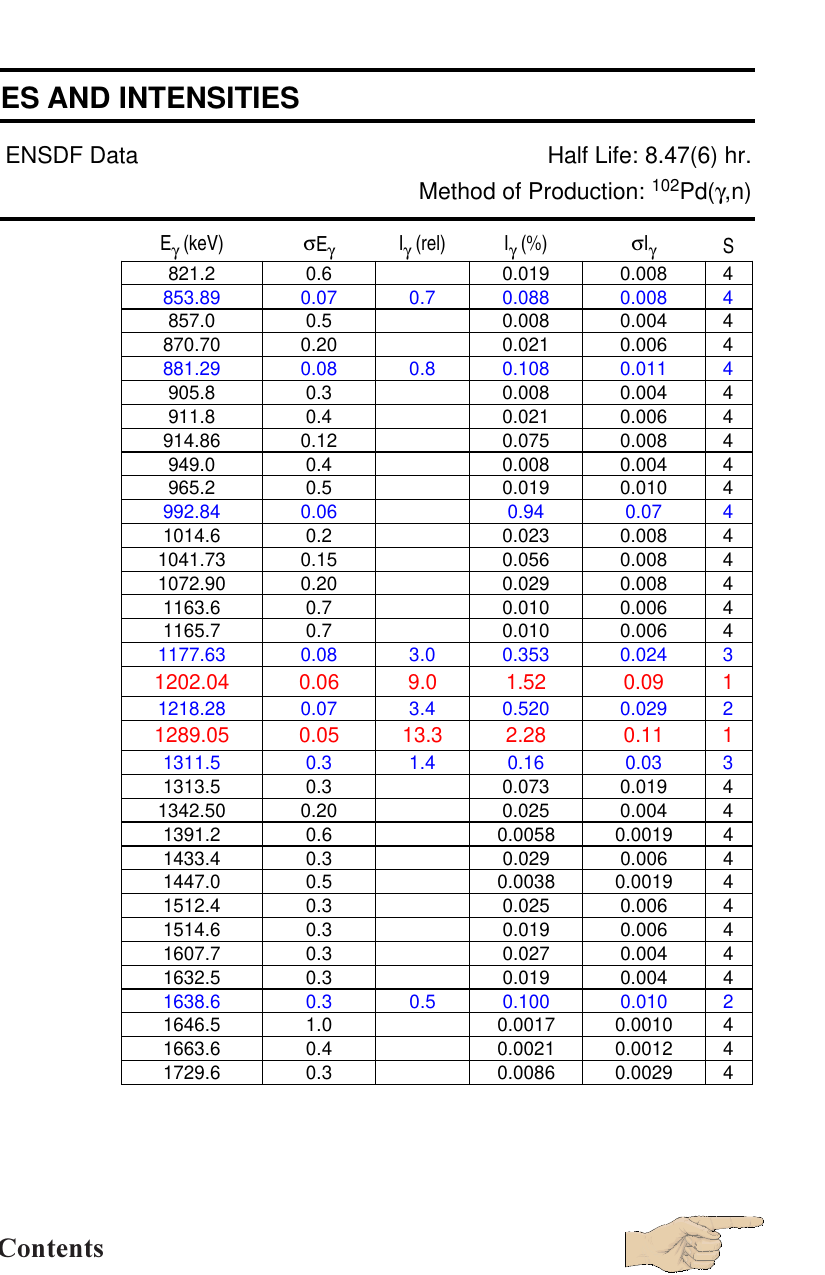 ES AND INTENSITIES
ENSDF Data Half Life: 8.47(6) hr.
Method of Production: ¹⁰²Pd(γ,n)
Eγ (keV) σEγ Iγ (rel) Iγ (%) σIγ S
821.2 0.6 0.019 0.008 4
853.89 0.07 0.7 0.088 0.008 4
857.0 0.5 0.008 0.004 4
870.70 0.20 0.021 0.006 4
881.29 0.08 0.8 0.108 0.011 4
905.8 0.3 0.008 0.004 4
911.8 0.4 0.021 0.006 4
914.86 0.12 0.075 0.008 4
949.0 0.4 0.008 0.004 4
965.2 0.5 0.019 0.010 4
992.84 0.06 0.94 0.07 4
1014.6 0.2 0.023 0.008 4
1041.73 0.15 0.056 0.008 4
1072.90 0.20 0.029 0.008 4
1163.6 0.7 0.010 0.006 4
1165.7 0.7 0.010 0.006 4
1177.63 0.08 3.0 0.353 0.024 3
1202.04 0.06 9.0 1.52 0.09 1
1218.28 0.07 3.4 0.520 0.029 2
1289.05 0.05 13.3 2.28 0.11 1
1311.5 0.3 1.4 0.16 0.03 3
1313.5 0.3 0.073 0.019 4
1342.50 0.20 0.025 0.004 4
1391.2 0.6 0.0058 0.0019 4
1433.4 0.3 0.029 0.006 4
1447.0 0.5 0.0038 0.0019 4
1512.4 0.3 0.025 0.006 4
1514.6 0.3 0.019 0.006 4
1607.7 0.3 0.027 0.004 4
1632.5 0.3 0.019 0.004 4
1638.6 0.3 0.5 0.100 0.010 2
1646.5 1.0 0.0017 0.0010 4
1663.6 0.4 0.0021 0.0012 4
1729.6 0.3 0.0086 0.0029 4
Contents